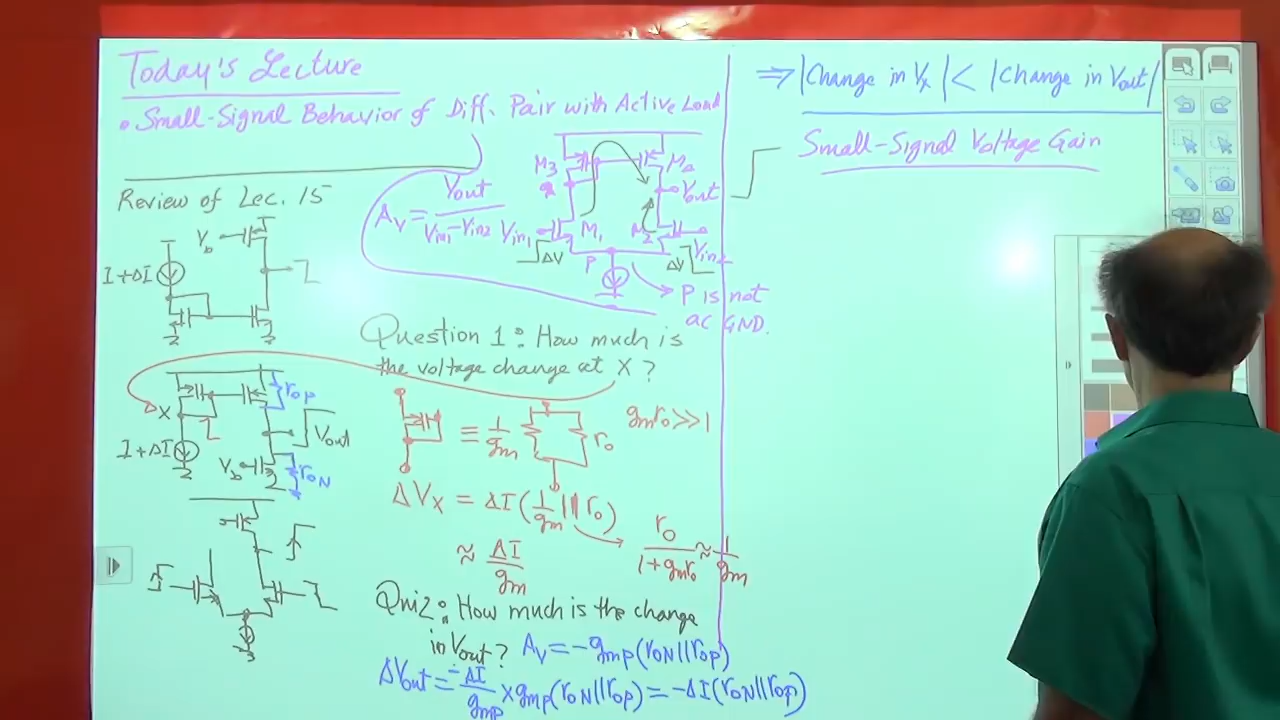 Today's Lecture
• Small-Signal Behavior of Diff. Pair with Active Load
Review of Lec. 15
Vb
I+ΔI
X
I+ΔI
Vb
rOP
Vout
rON
AV = Vout / Vin1-Vin2
M3
M4
Vout
Vin1
M1
M2
Vin2
ΔV
ΔV
P
P is not
ac GND.
Question 1: How much is
the voltage change at X?
≡ 1/gm
ro
gmro >> 1
ΔVX = ΔI(1/gm || ro)
ro / 1+gmro ≈ 1/gm
≈ ΔI/gm
Quiz: How much is the change
in Vout? AV = -gmp(rON||rOP)
ΔVout = -ΔI/gmp × gmp(rON||rOP) = -ΔI(rON||rOP)
⇒ |Change in VX| < |Change in Vout|
Small-Signal Voltage Gain